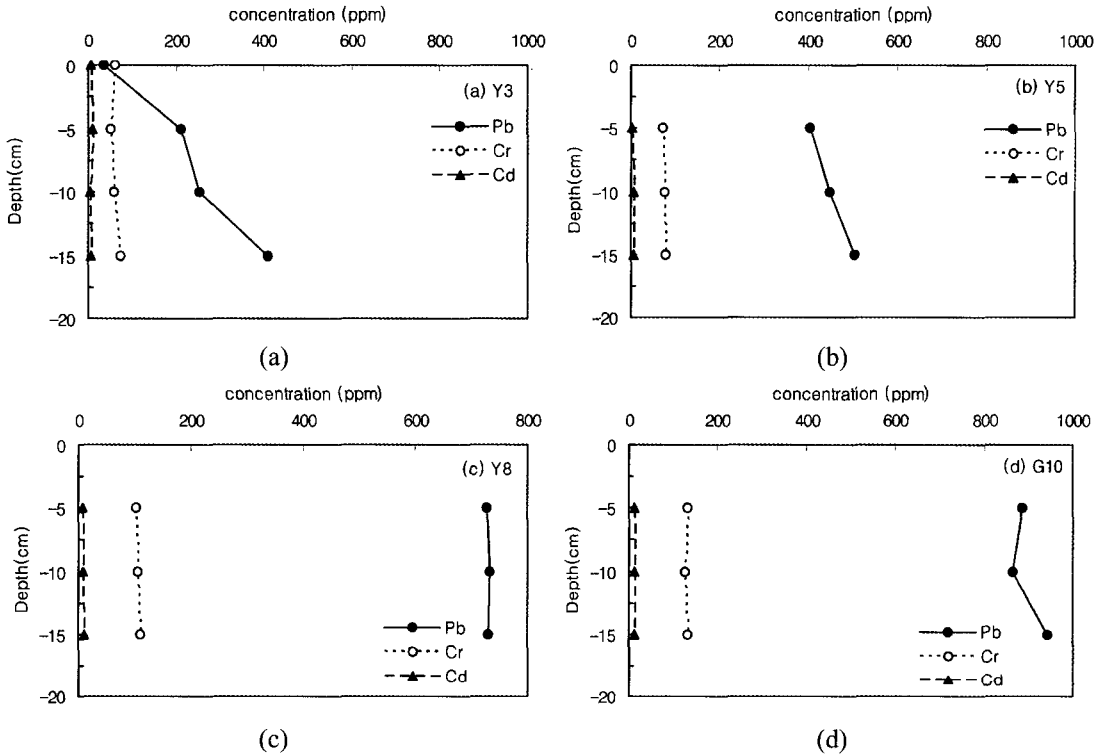 concentration (ppm)
0 200 400 600 800 1000
0
-5
-10
-15
-20
Depth(cm)
(a) Y3
Pb
Cr
Cd
(a)
concentration (ppm)
0 200 400 600 800 1000
0
-5
-10
-15
-20
Depth(cm)
(b) Y5
Pb
Cr
Cd
(b)
concentration (ppm)
0 200 400 600 800
0
-5
-10
-15
-20
Depth(cm)
(c) Y8
Pb
Cr
Cd
(c)
concentration (ppm)
0 200 400 600 800 1000
0
-5
-10
-15
-20
Depth(cm)
(d) G10
Pb
Cr
Cd
(d)